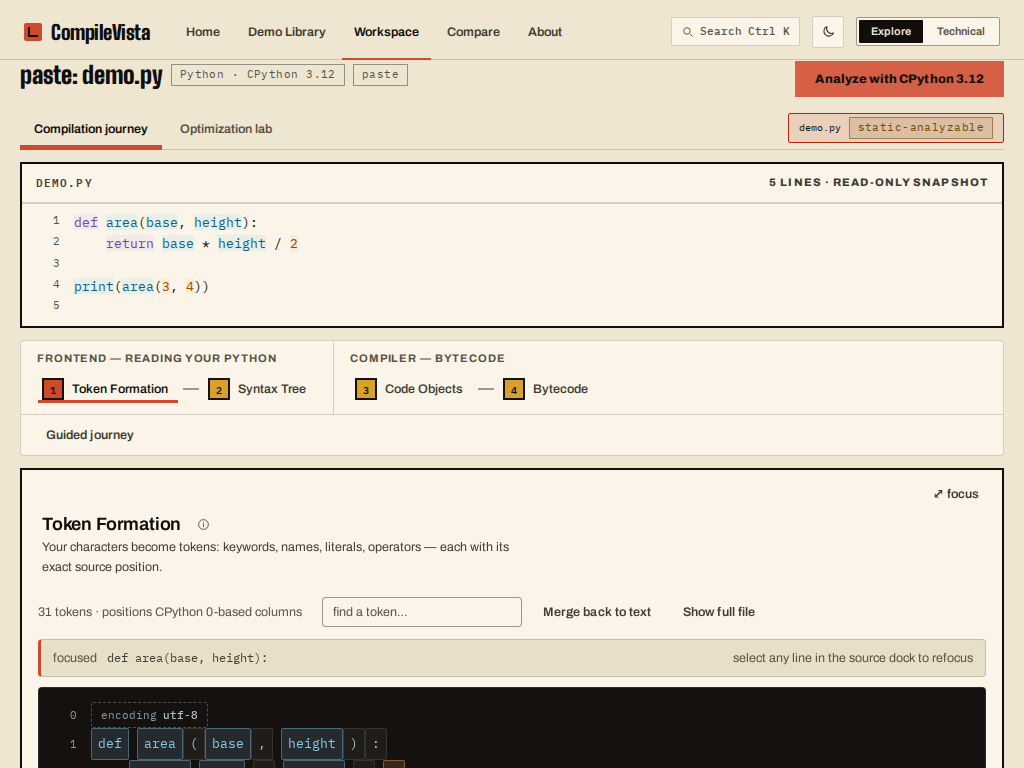 CompileVista Home Demo Library Workspace Compare About Search Ctrl K Explore Technical
paste: demo.py Python · CPython 3.12 paste Analyze with CPython 3.12
Compilation journey Optimization lab demo.py static-analyzable
DEMO.PY 5 LINES · READ-ONLY SNAPSHOT
1 def area(base, height):
2     return base * height / 2
3
4 print(area(3, 4))
5
FRONTEND — READING YOUR PYTHON COMPILER — BYTECODE
1 Token Formation — 2 Syntax Tree 3 Code Objects — 4 Bytecode
Guided journey
⤢ focus
Token Formation
Your characters become tokens: keywords, names, literals, operators — each with its
exact source position.
31 tokens · positions CPython 0-based columns find a token... Merge back to text Show full file
focused def area(base, height): select any line in the source dock to refocus
0 encoding utf-8
1 def area ( base , height ) :